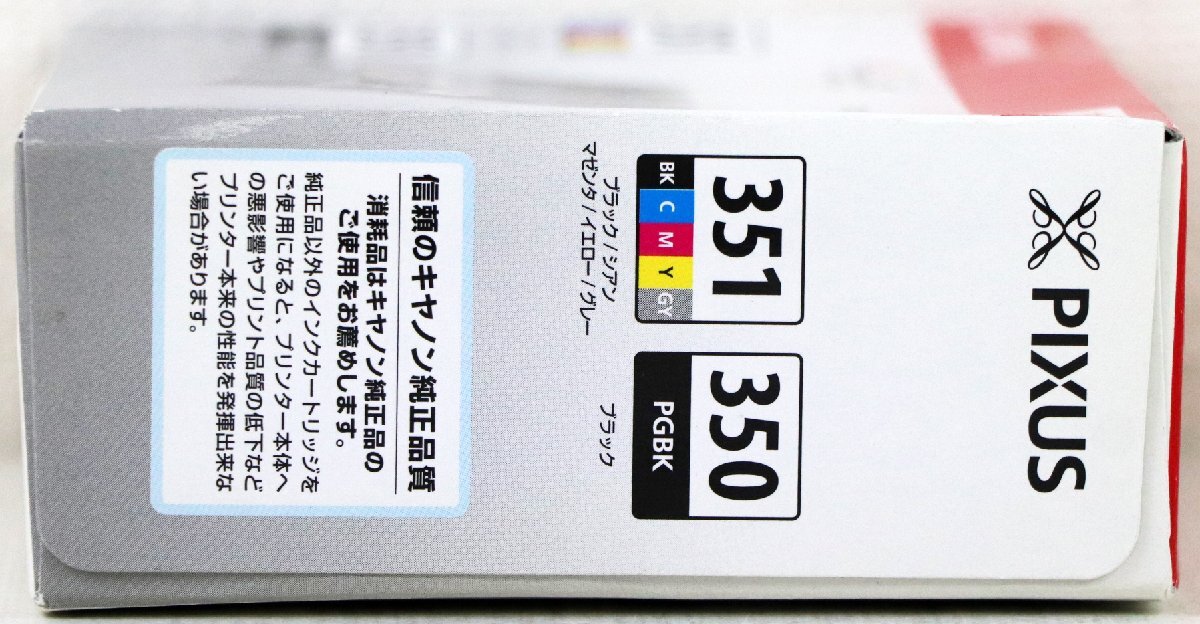 PIXUS
351
BK C M Y GY
ブラック / シアン
マゼンタ / イエロー / グレー
350
PGBK
ブラック
信頼のキヤノン純正品質
消耗品はキヤノン純正品の
ご使用をお薦めします。
純正品以外のインクカートリッジを
ご使用になると、プリンター本体へ
の悪影響やプリント品質の低下など
プリンター本来の性能を発揮出来な
い場合があります。